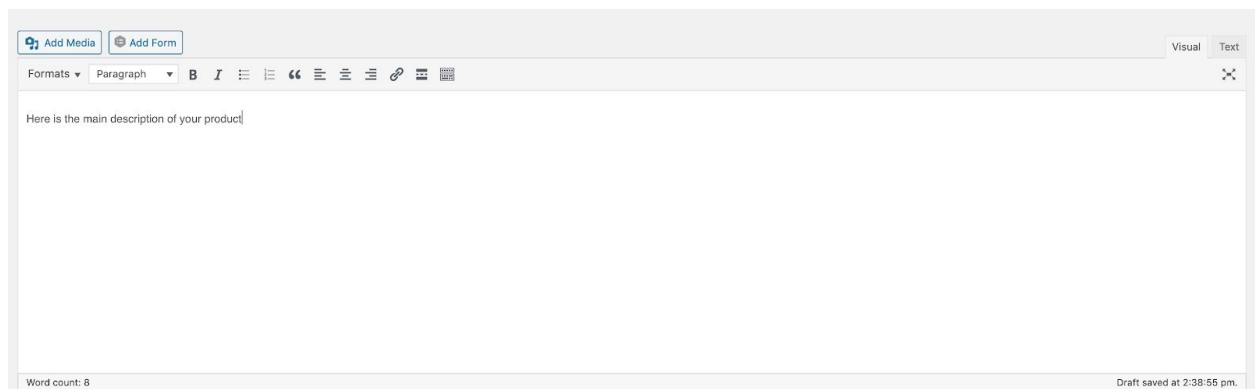 Add Media Add Form
Visual Text
Formats Paragraph B I
Here is the main description of your product
Word count: 8 Draft saved at 2:38:55 pm.